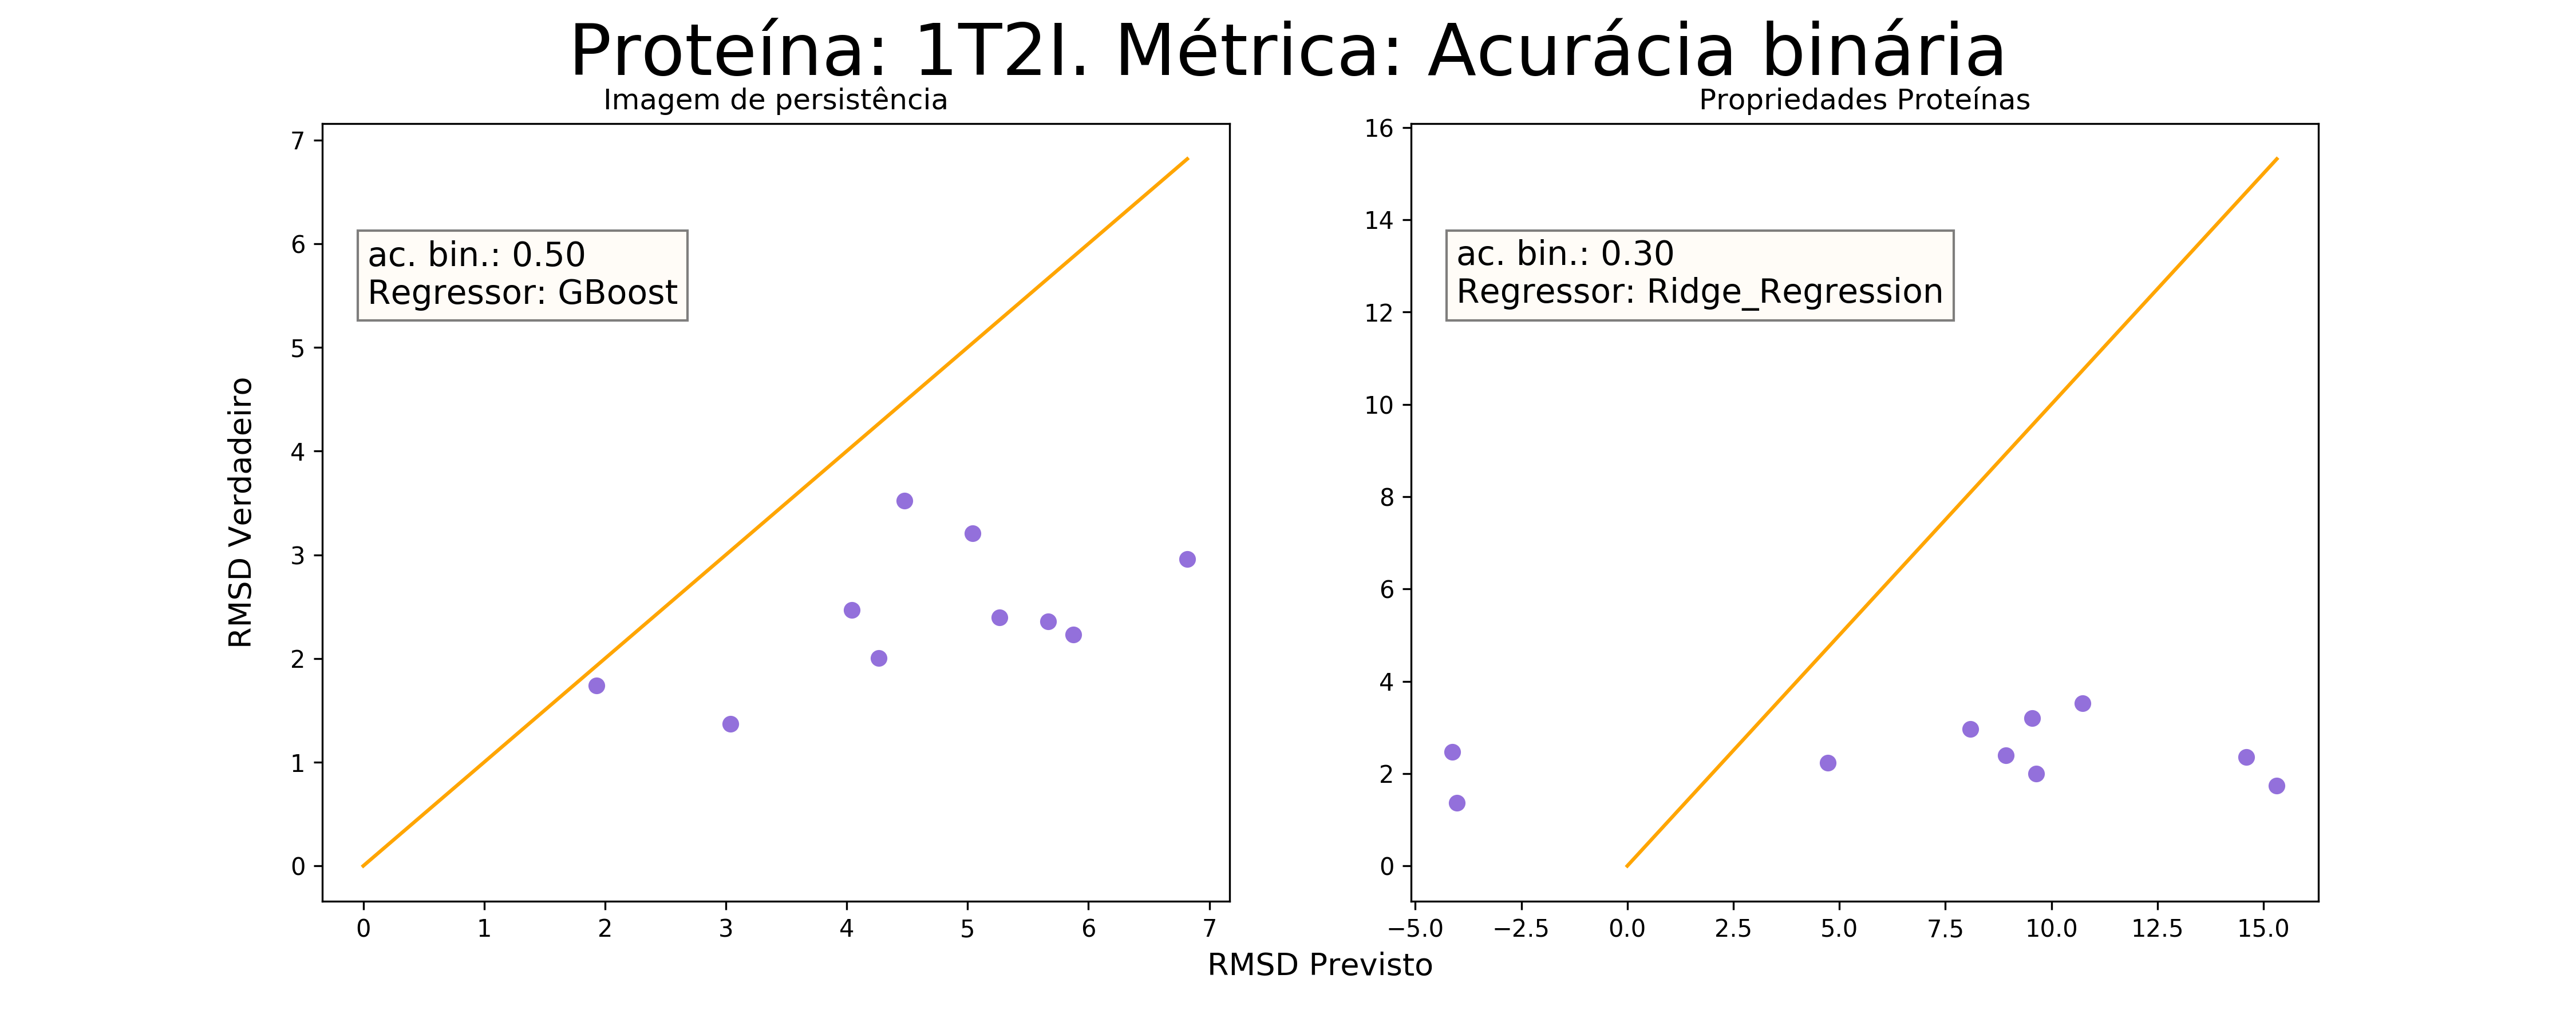 Proteína: 1T2I. Métrica: Acurácia binária
Imagem de persistência
7
6
5
4
3
2
1
0
RMSD Verdadeiro
ac. bin.: 0.50
Regressor: GBoost
0 1 2 3 4 5 6 7
Propriedades Proteínas
16
14
12
10
8
6
4
2
0
ac. bin.: 0.30
Regressor: Ridge_Regression
−5.0 −2.5 0.0 2.5 5.0 7.5 10.0 12.5 15.0
RMSD Previsto